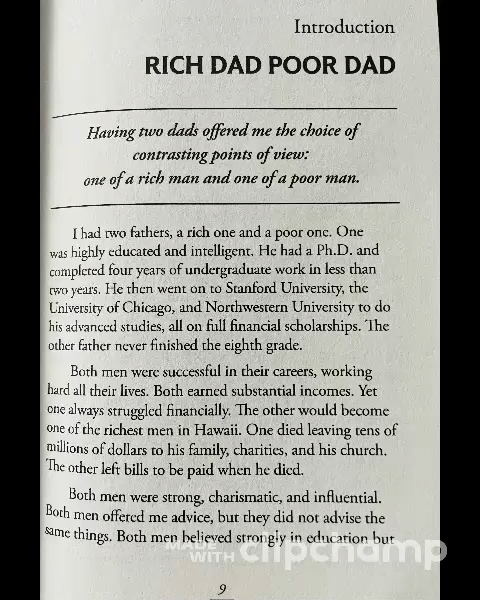 Introduction
RICH DAD POOR DAD
Having two dads offered me the choice of
contrasting points of view:
one of a rich man and one of a poor man.
I had two fathers, a rich one and a poor one. One
was highly educated and intelligent. He had a Ph.D. and
completed four years of undergraduate work in less than
two years. He then went on to Stanford University, the
University of Chicago, and Northwestern University to do
his advanced studies, all on full financial scholarships. The
other father never finished the eighth grade.
Both men were successful in their careers, working
hard all their lives. Both earned substantial incomes. Yet
one always struggled financially. The other would become
one of the richest men in Hawaii. One died leaving tens of
millions of dollars to his family, charities, and his church.
The other left bills to be paid when he died.
Both men were strong, charismatic, and influential.
Both men offered me advice, but they did not advise the
same things. Both men believed strongly in education but
MADE
WITH clipchamp
9